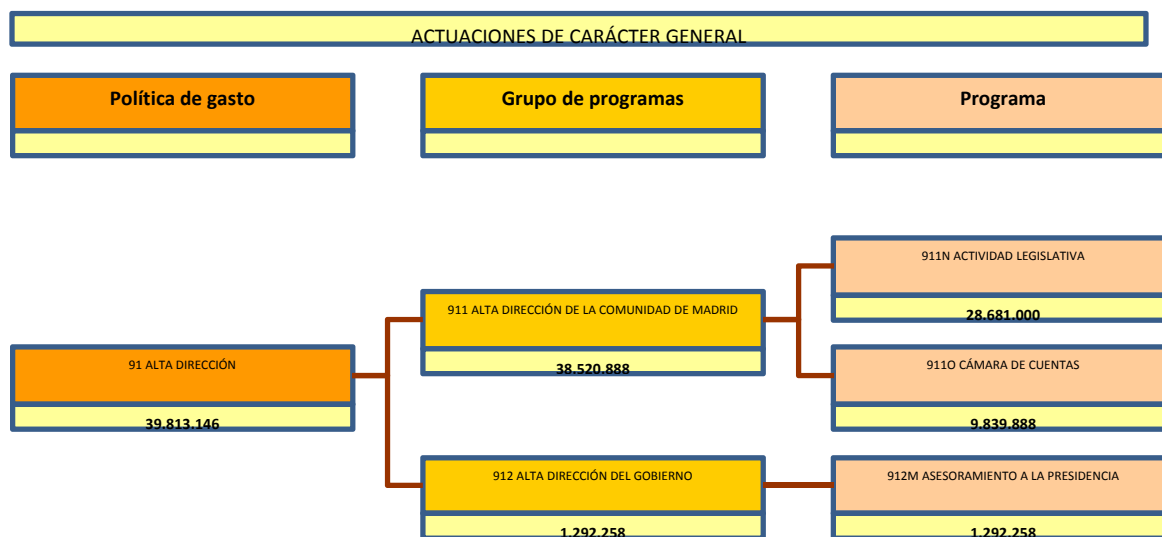 ACTUACIONES DE CARÁCTER GENERAL
Política de gasto
Grupo de programas
Programa
911N ACTIVIDAD LEGISLATIVA
28.681.000
911 ALTA DIRECCIÓN DE LA COMUNIDAD DE MADRID
38.520.888
91 ALTA DIRECCIÓN
39.813.146
911O CÁMARA DE CUENTAS
9.839.888
912 ALTA DIRECCIÓN DEL GOBIERNO
1.292.258
912M ASESORAMIENTO A LA PRESIDENCIA
1.292.258